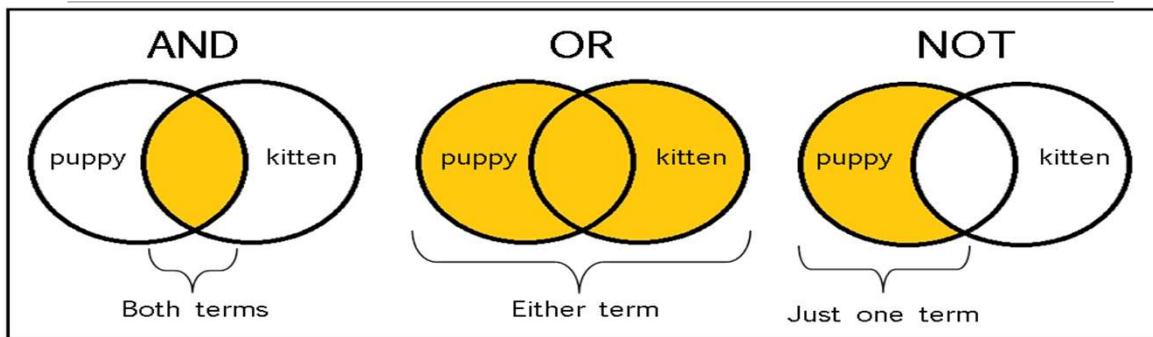 AND
OR
NOT
puppy
kitten
puppy
kitten
puppy
kitten
Both terms
Either term
Just one term